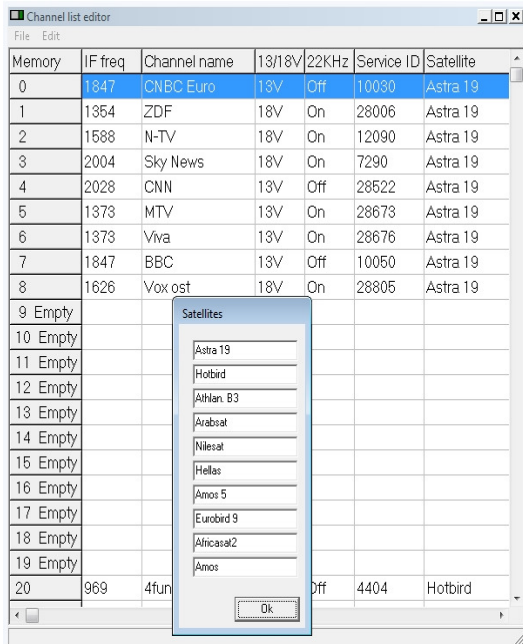 Channel list editor
File Edit
Memory IF freq Channel name 13/18V 22KHz Service ID Satellite
0 1847 CNBC Euro 13V Off 10030 Astra 19
1 1354 ZDF 18V On 28006 Astra 19
2 1588 N-TV 18V On 12090 Astra 19
3 2004 Sky News 18V On 7290 Astra 19
4 2028 CNN 13V Off 28522 Astra 19
5 1373 MTV 13V On 28673 Astra 19
6 1373 Viva 13V On 28676 Astra 19
7 1847 BBC 13V Off 10050 Astra 19
8 1626 Vox ost 18V On 28805 Astra 19
9 Empty
10 Empty
11 Empty
12 Empty
13 Empty
14 Empty
15 Empty
16 Empty
17 Empty
18 Empty
19 Empty
20 969 4fun Off 4404 Hotbird
Satellites
Astra 19
Hotbird
Athlan. B3
Arabsat
Nilesat
Hellas
Amos 5
Eurobird 9
Africasat2
Amos
Ok